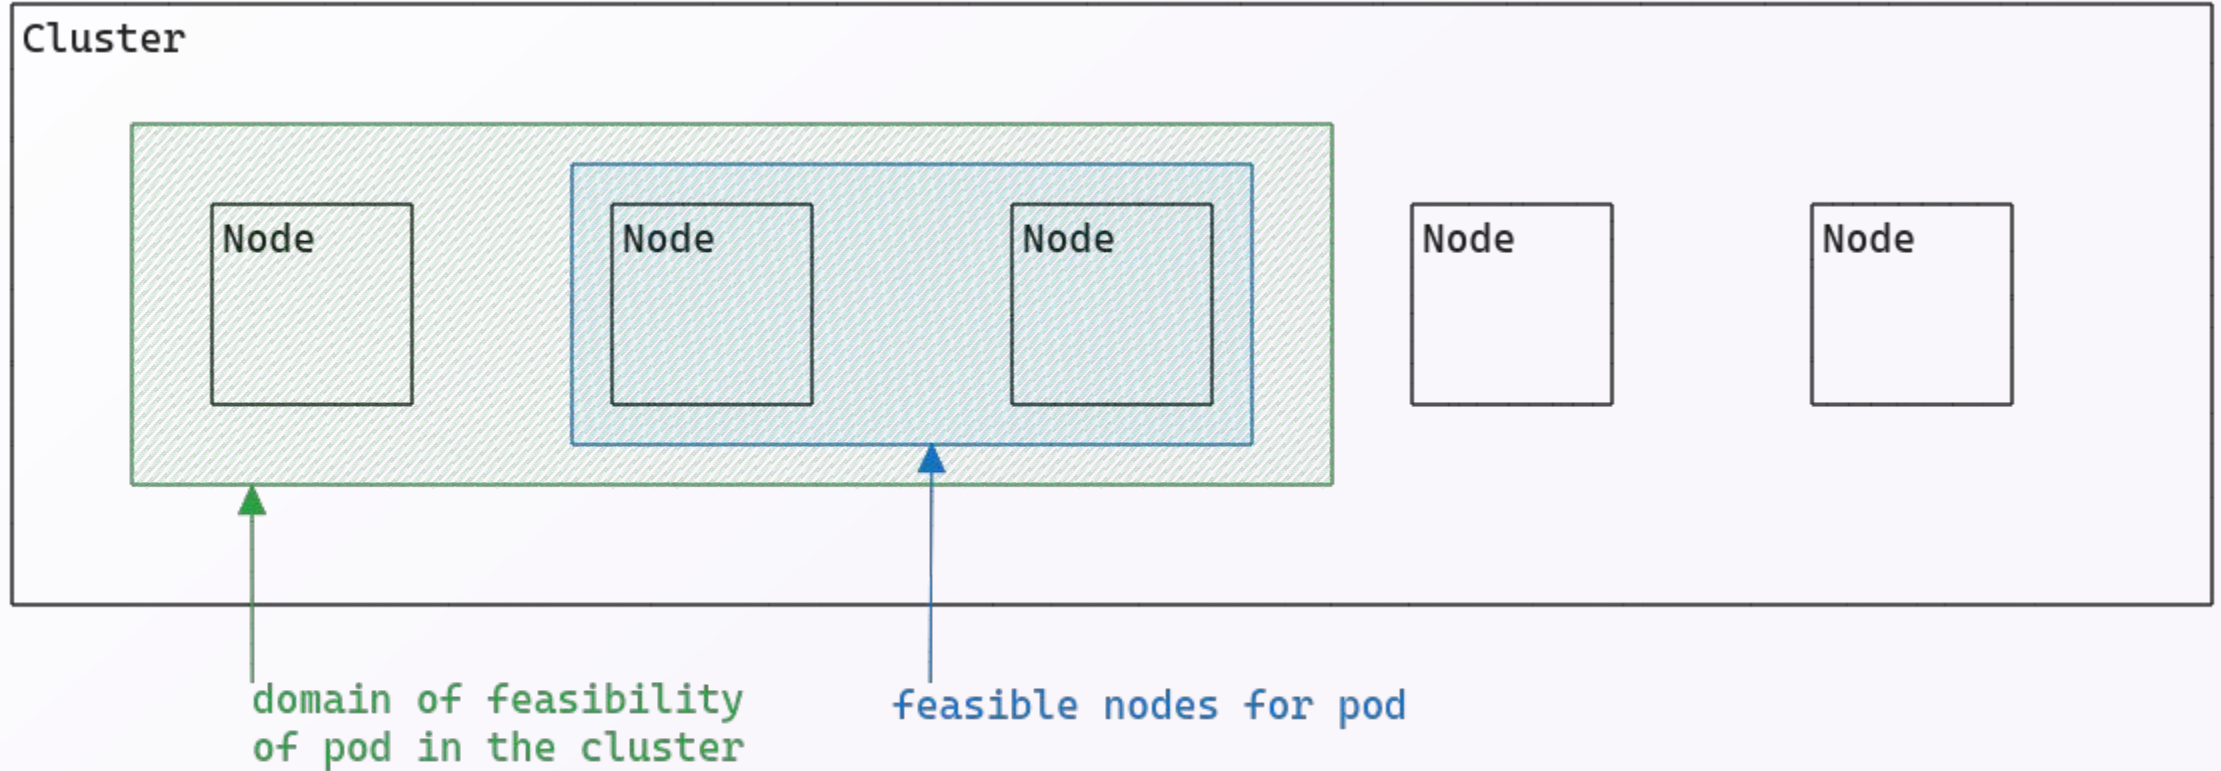 Cluster
Node
Node
Node
Node
Node
domain of feasibility
of pod in the cluster
feasible nodes for pod